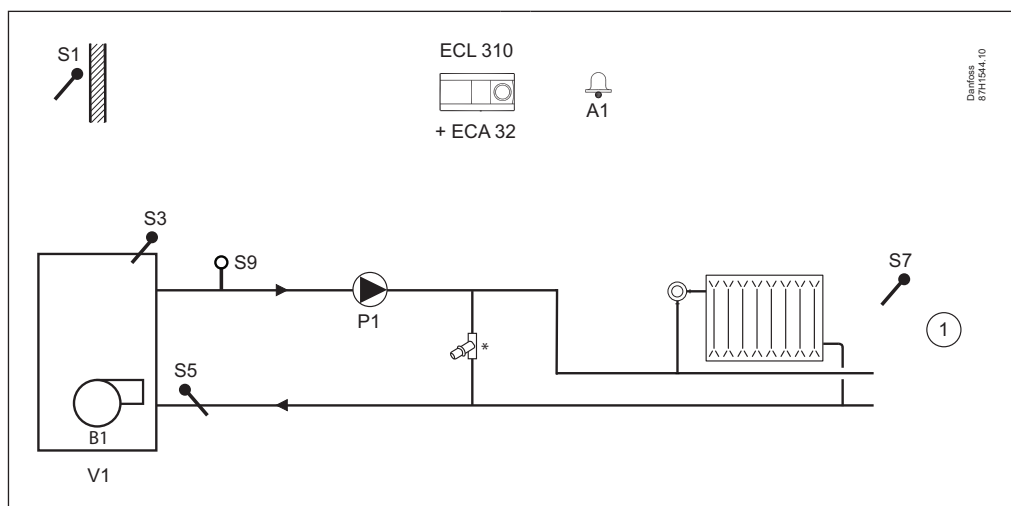 S1
ECL 310
+ ECA 32
A1
Danfoss
87H1544.10
S3
S9
P1
*
S7
1
S5
B1
V1